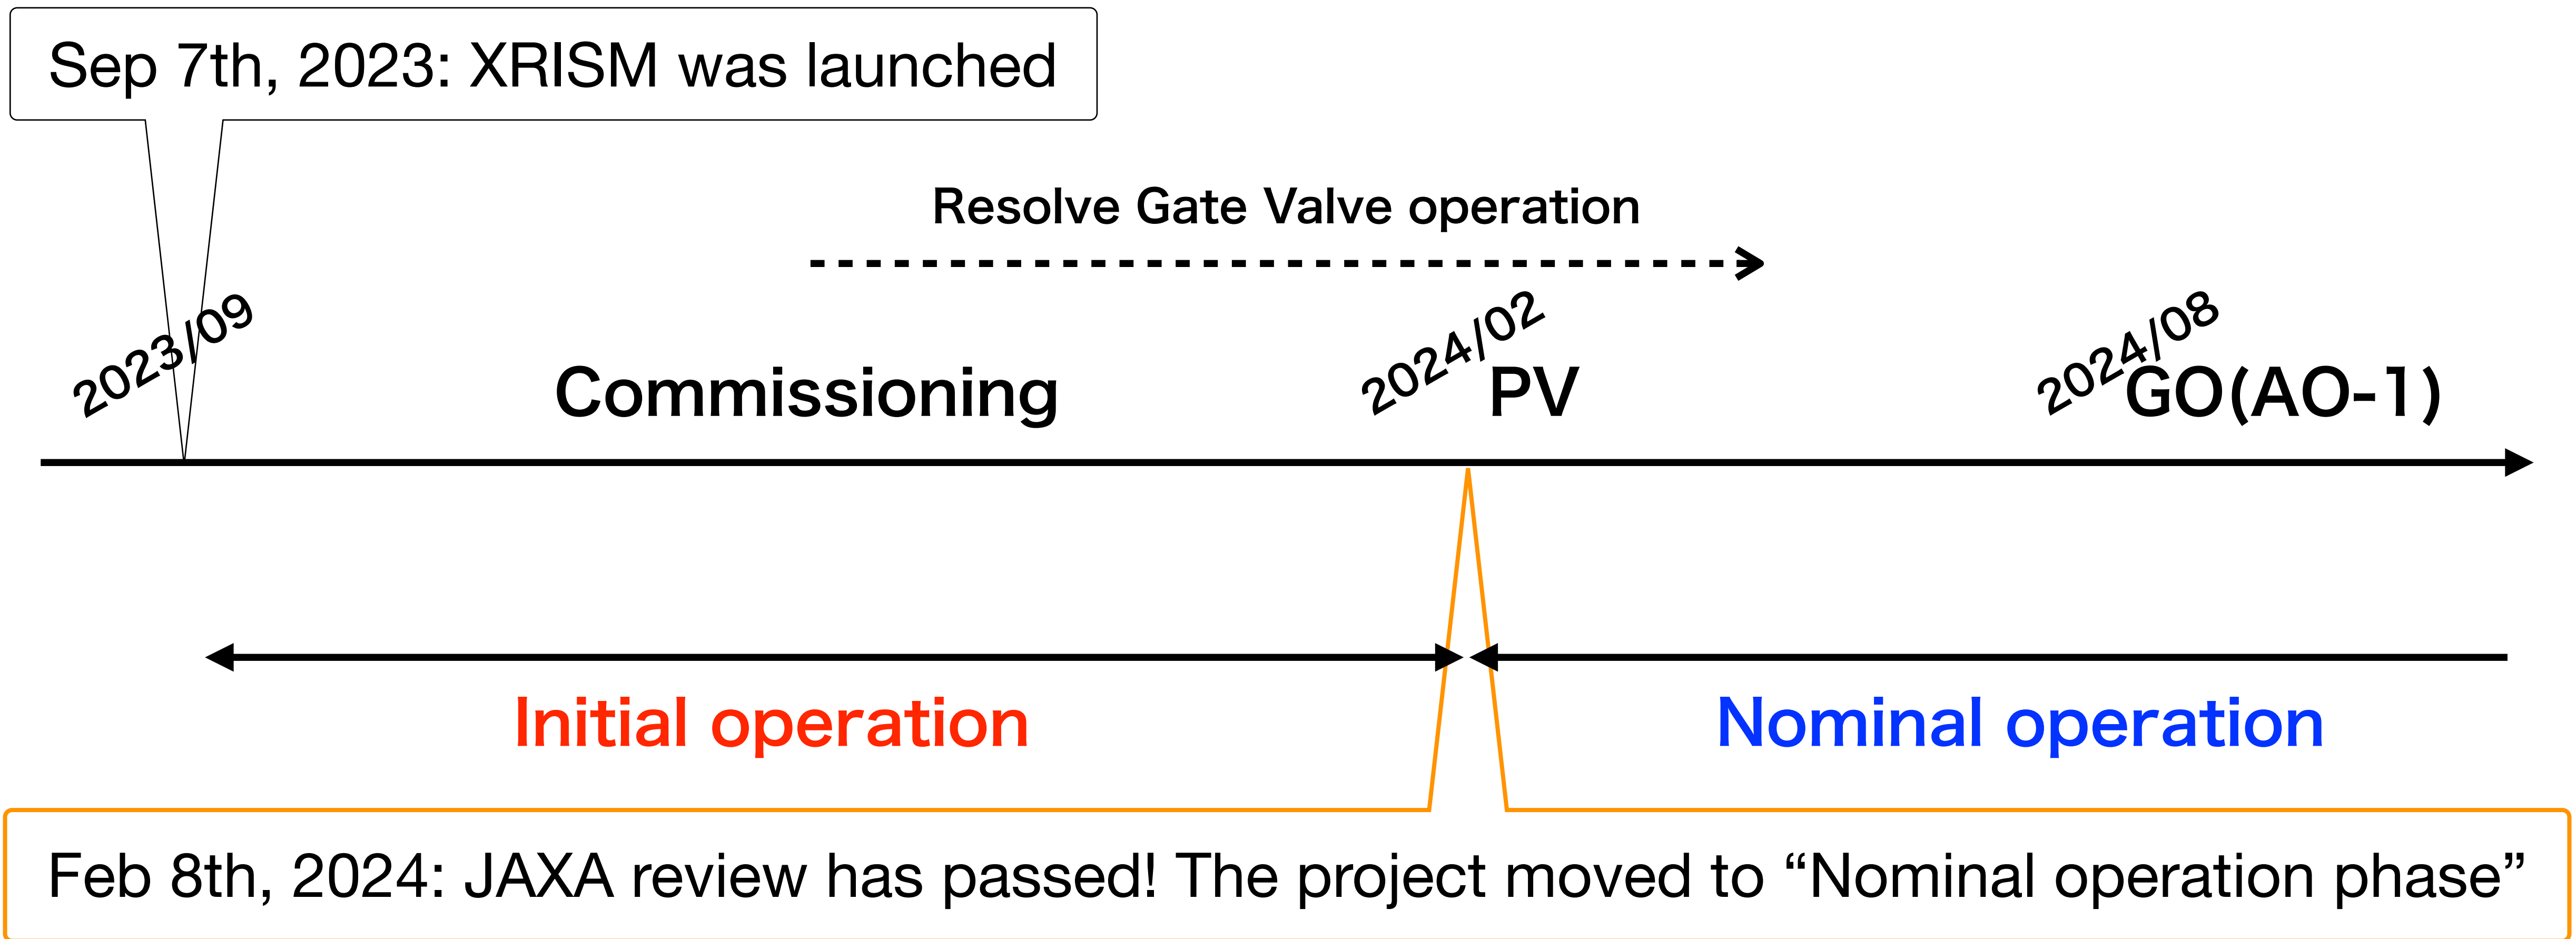 Sep 7th, 2023: XRISM was launched
Resolve Gate Valve operation
2023/09
2024/02
2024/08
Commissioning
PV
GO(AO-1)
Initial operation
Nominal operation
Feb 8th, 2024: JAXA review has passed! The project moved to “Nominal operation phase”